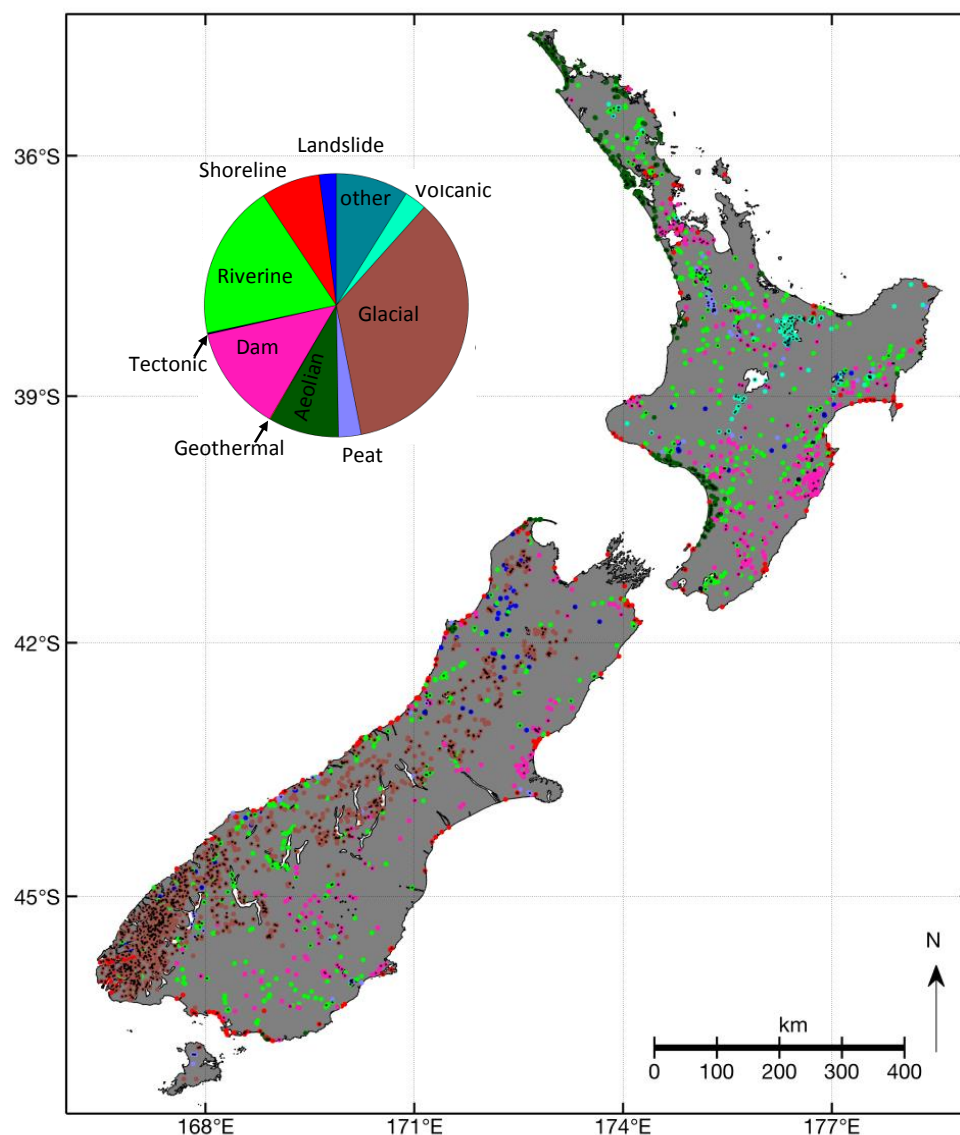 Landslide
Shoreline
other
Volcanic
Riverine
Glacial
Tectonic
Dam
Aeolian
Geothermal
Peat
36°S
39°S
42°S
45°S
N
km
0 100 200 300 400
168°E 171°E 174°E 177°E